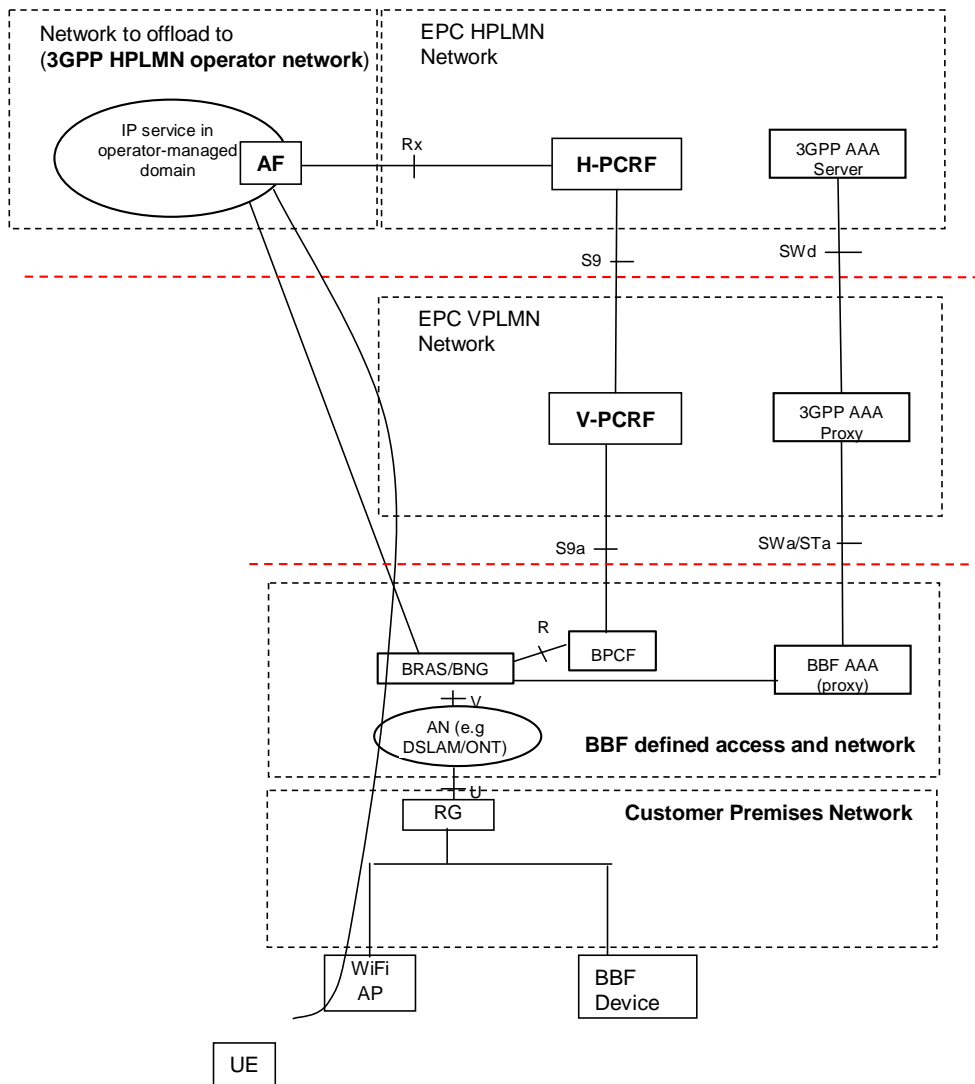 Network to offload to
(3GPP HPLMN operator network)
EPC HPLMN
Network
IP service in
operator-managed
domain
AF
Rx
H-PCRF
3GPP AAA
Server
S9
SWd
EPC VPLMN
Network
V-PCRF
3GPP AAA
Proxy
S9a
SWa/STa
R
BPCF
BRAS/BNG
BBF AAA
(proxy)
V
AN (e.g
DSLAM/ONT)
BBF defined access and network
U
RG
Customer Premises Network
WiFi
AP
BBF
Device
UE